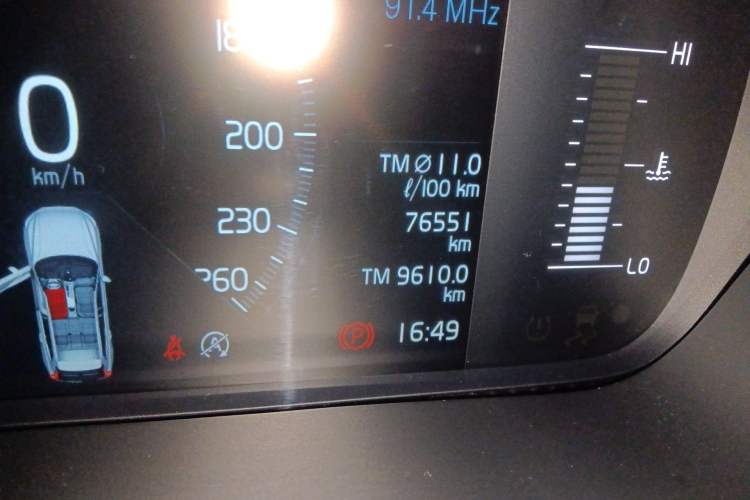 91.4 MHz
HI
0
km/h
200
TM ∅11.0
ℓ/100 km
230
76551
km
260
TM 9610.0
km
LO
P
16:49